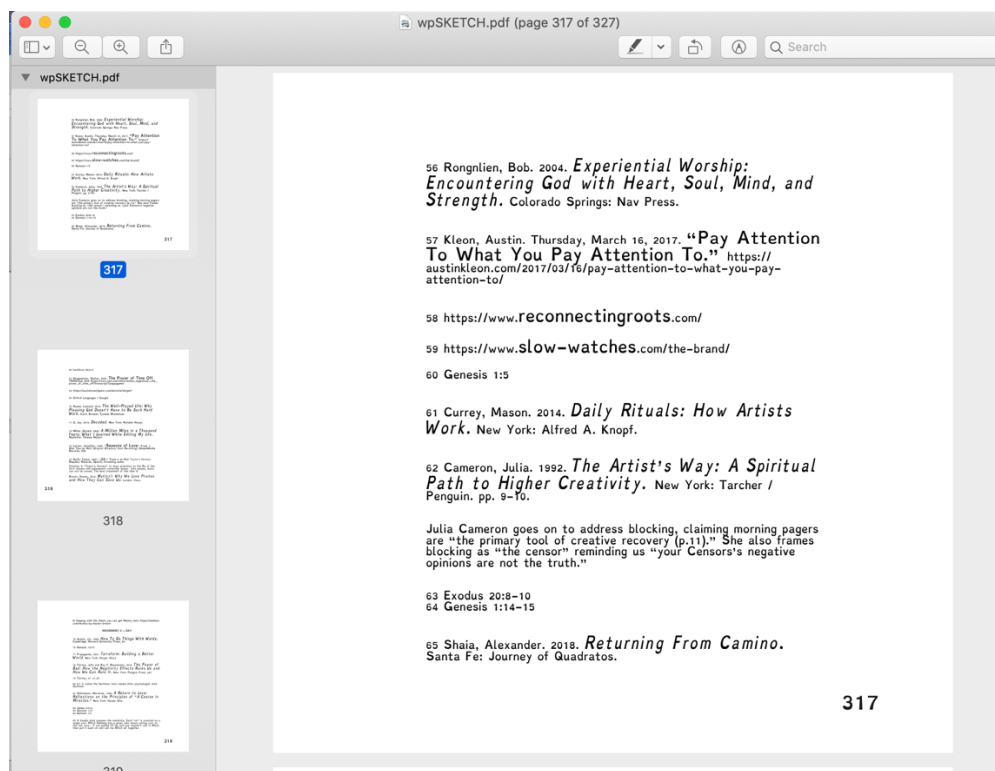 wpSKETCH.pdf (page 317 of 327)
Search
wpSKETCH.pdf
317
318
319
56 Rongnlien, Bob. 2004. Experiential Worship:
Encountering God with Heart, Soul, Mind, and
Strength. Colorado Springs: Nav Press.
57 Kleon, Austin. Thursday, March 16, 2017. “Pay Attention
To What You Pay Attention To.” https://
austinkleon.com/2017/03/16/pay-attention-to-what-you-pay-
attention-to/
58 https://www.reconnectingroots.com/
59 https://www.slow-watches.com/the-brand/
60 Genesis 1:5
61 Currey, Mason. 2014. Daily Rituals: How Artists
Work. New York: Alfred A. Knopf.
62 Cameron, Julia. 1992. The Artist's Way: A Spiritual
Path to Higher Creativity. New York: Tarcher /
Penguin. pp. 9-10.
Julia Cameron goes on to address blocking, claiming morning pagers
are “the primary tool of creative recovery (p.11).” She also frames
blocking as “the censor” reminding us “your Censors's negative
opinions are not the truth.”
63 Exodus 20:8-10
64 Genesis 1:14-15
65 Shaia, Alexander. 2018. Returning From Camino.
Santa Fe: Journey of Quadratos.
317